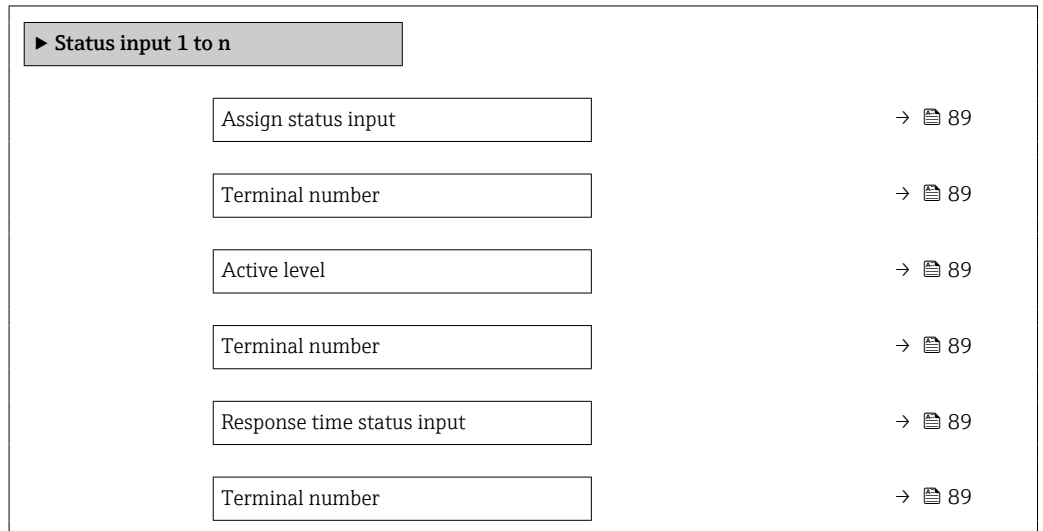 ► Status input 1 to n
Assign status input → 89
Terminal number → 89
Active level → 89
Terminal number → 89
Response time status input → 89
Terminal number → 89